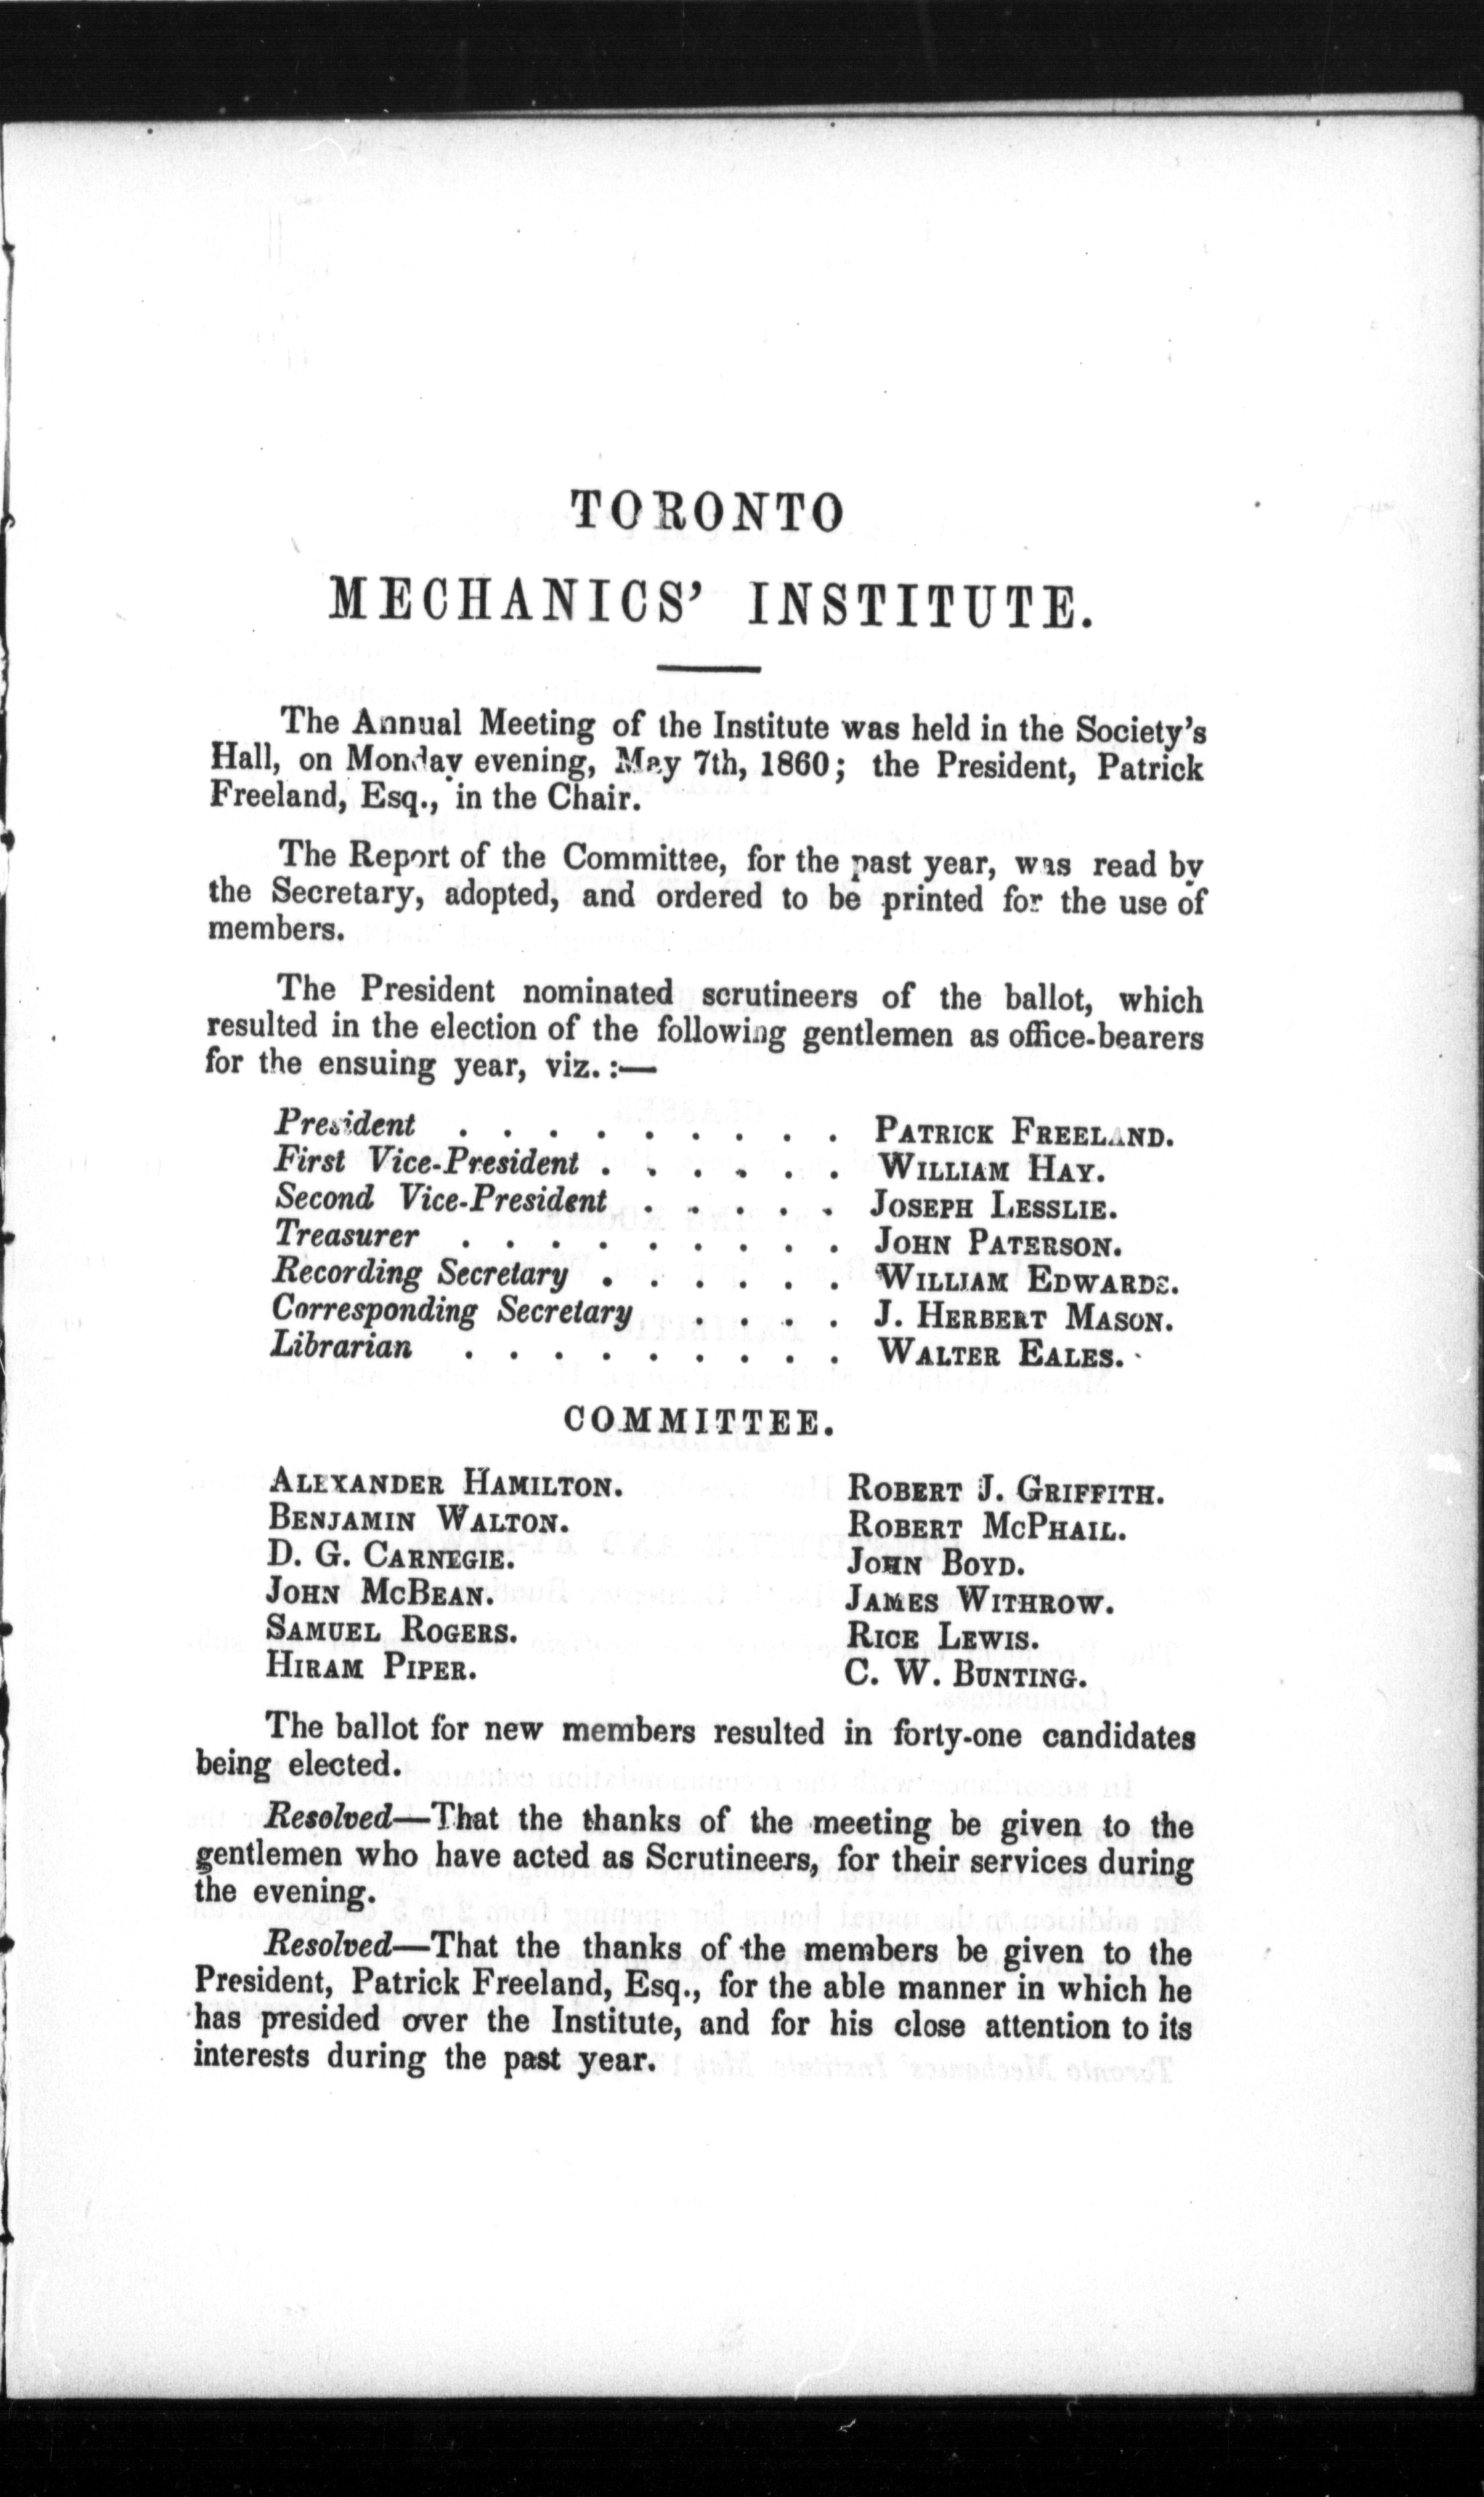 TORONTO
MECHANICS' INSTITUTE.
The Annual Meeting of the Institute was held in the Society's
Hall, on Monday evening, May 7th, 1860; the President, Patrick
Freeland, Esq., in the Chair.
The Report of the Committee, for the past year, was read by
the Secretary, adopted, and ordered to be printed for the use of
members.
The President nominated scrutineers of the ballot, which
resulted in the election of the following gentlemen as office-bearers
for the ensuing year, viz. :—
President . . . . . . . . . PATRICK FREELAND.
First Vice-President . . . . . . WILLIAM HAY.
Second Vice-President . . . . . JOSEPH LESSLIE.
Treasurer . . . . . . . . . JOHN PATERSON.
Recording Secretary . . . . . . WILLIAM EDWARDS.
Corresponding Secretary . . . . J. HERBERT MASON.
Librarian . . . . . . . . . WALTER EALES.
COMMITTEE.
ALEXANDER HAMILTON. ROBERT J. GRIFFITH.
BENJAMIN WALTON. ROBERT MCPHAIL.
D. G. CARNEGIE. JOHN BOYD.
JOHN MCBEAN. JAMES WITHROW.
SAMUEL ROGERS. RICE LEWIS.
HIRAM PIPER. C. W. BUNTING.
The ballot for new members resulted in forty-one candidates
being elected.
Resolved—That the thanks of the meeting be given to the
gentlemen who have acted as Scrutineers, for their services during
the evening.
Resolved—That the thanks of the members be given to the
President, Patrick Freeland, Esq., for the able manner in which he
has presided over the Institute, and for his close attention to its
interests during the past year.